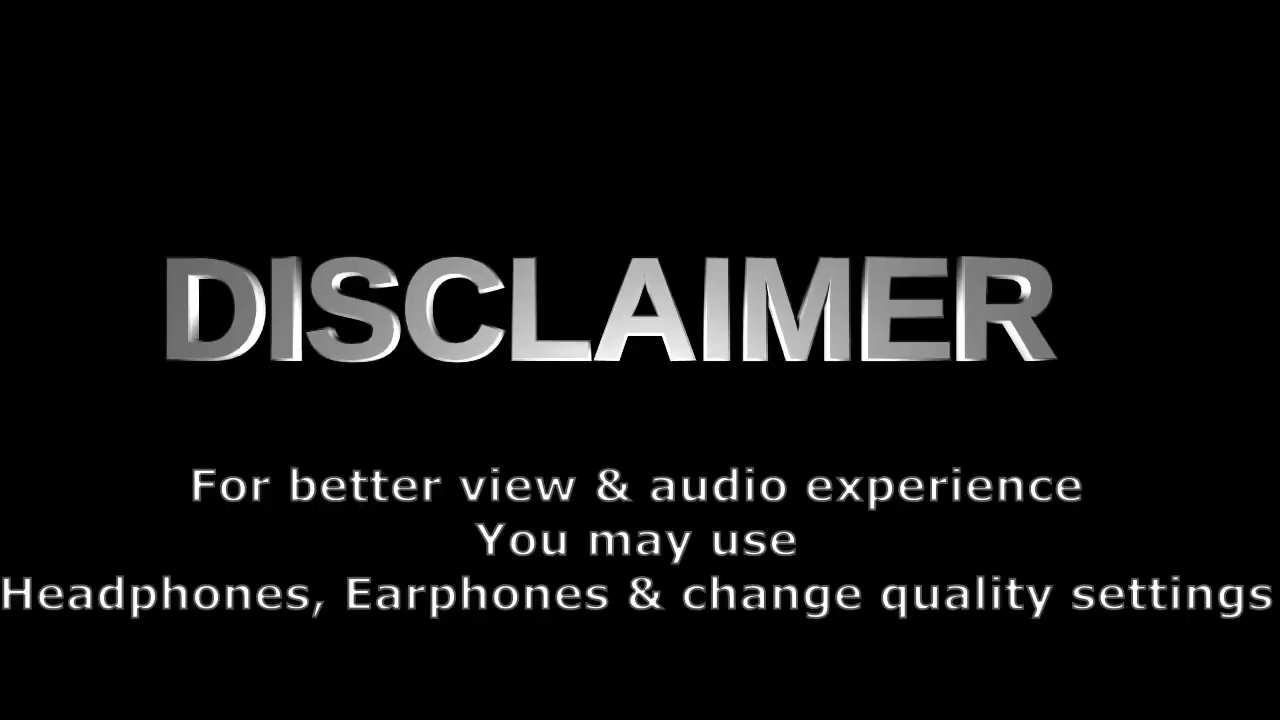 DISCLAIMER
For better view & audio experience
You may use
Headphones, Earphones & change quality settings